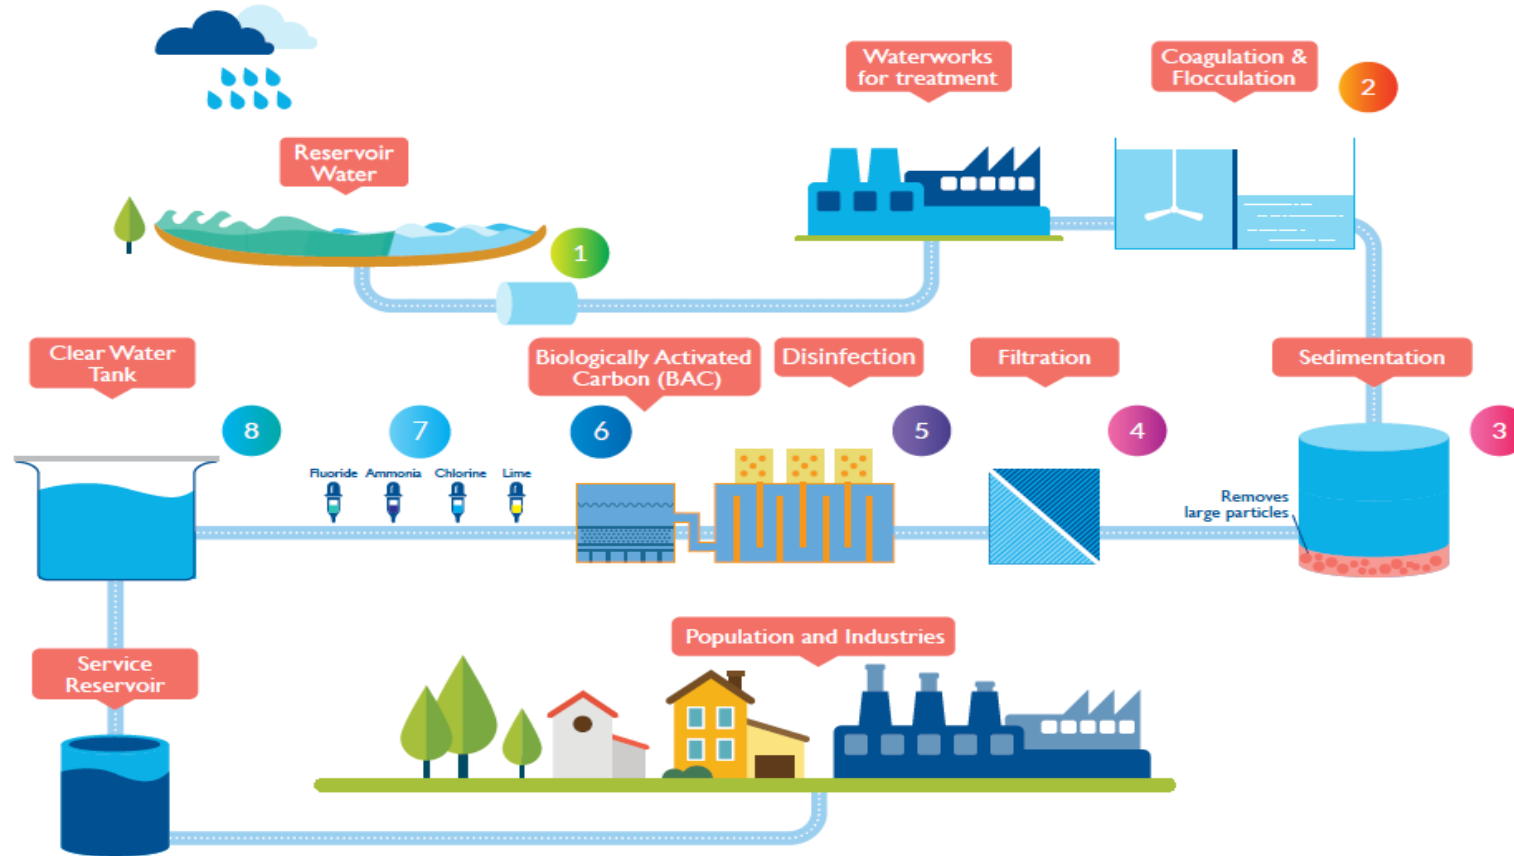 Waterworks
for treatment
Coagulation &
Flocculation
2
Reservoir
Water
1
Clear Water
Tank
Biologically Activated
Carbon (BAC)
Disinfection
Filtration
Sedimentation
8
7
6
5
4
3
Fluoride
Ammonia
Chlorine
Lime
Removes
large particles
Service
Reservoir
Population and Industries